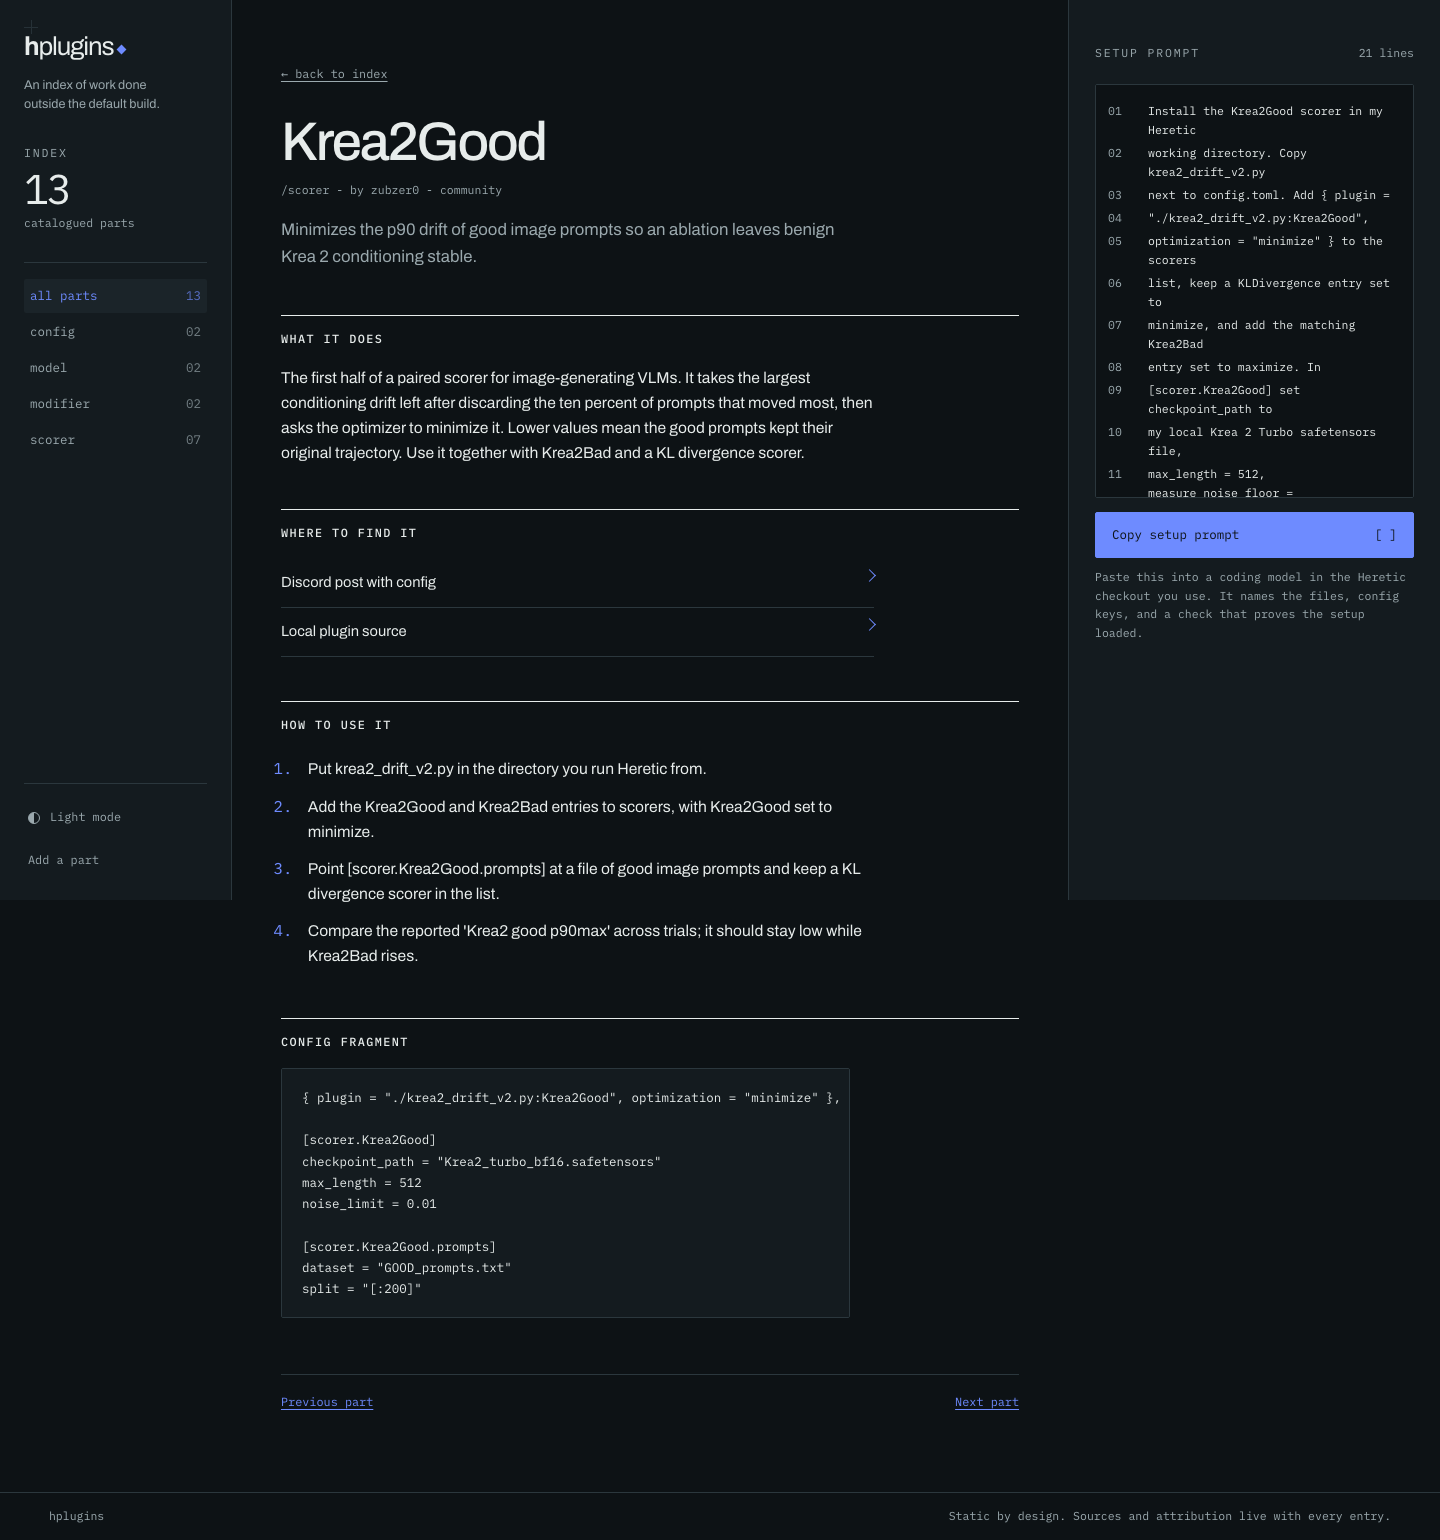 hplugins
An index of work done
outside the default build.
INDEX
13
catalogued parts
all parts 13
config 02
model 02
modifier 02
scorer 07
Light mode
Add a part
← back to index
Krea2Good
/scorer - by zubzer0 - community
Minimizes the p90 drift of good image prompts so an ablation leaves benign
Krea 2 conditioning stable.
WHAT IT DOES
The first half of a paired scorer for image-generating VLMs. It takes the largest
conditioning drift left after discarding the ten percent of prompts that moved most, then
asks the optimizer to minimize it. Lower values mean the good prompts kept their
original trajectory. Use it together with Krea2Bad and a KL divergence scorer.
WHERE TO FIND IT
Discord post with config
Local plugin source
HOW TO USE IT
1. Put krea2_drift_v2.py in the directory you run Heretic from.
2. Add the Krea2Good and Krea2Bad entries to scorers, with Krea2Good set to
minimize.
3. Point [scorer.Krea2Good.prompts] at a file of good image prompts and keep a KL
divergence scorer in the list.
4. Compare the reported 'Krea2 good p90max' across trials; it should stay low while
Krea2Bad rises.
CONFIG FRAGMENT
{ plugin = "./krea2_drift_v2.py:Krea2Good", optimization = "minimize" },
[scorer.Krea2Good]
checkpoint_path = "Krea2_turbo_bf16.safetensors"
max_length = 512
noise_limit = 0.01
[scorer.Krea2Good.prompts]
dataset = "GOOD_prompts.txt"
split = "[:200]"
Previous part Next part
SETUP PROMPT 21 lines
01 Install the Krea2Good scorer in my
Heretic
02 working directory. Copy
krea2_drift_v2.py
03 next to config.toml. Add { plugin =
04 "./krea2_drift_v2.py:Krea2Good",
05 optimization = "minimize" } to the
scorers
06 list, keep a KLDivergence entry set
to
07 minimize, and add the matching
Krea2Bad
08 entry set to maximize. In
09 [scorer.Krea2Good] set
checkpoint_path to
10 my local Krea 2 Turbo safetensors
file,
11 max_length = 512,
measure_noise_floor =
Copy setup prompt [ ]
Paste this into a coding model in the Heretic
checkout you use. It names the files, config
keys, and a check that proves the setup
loaded.
hplugins
Static by design. Sources and attribution live with every entry.